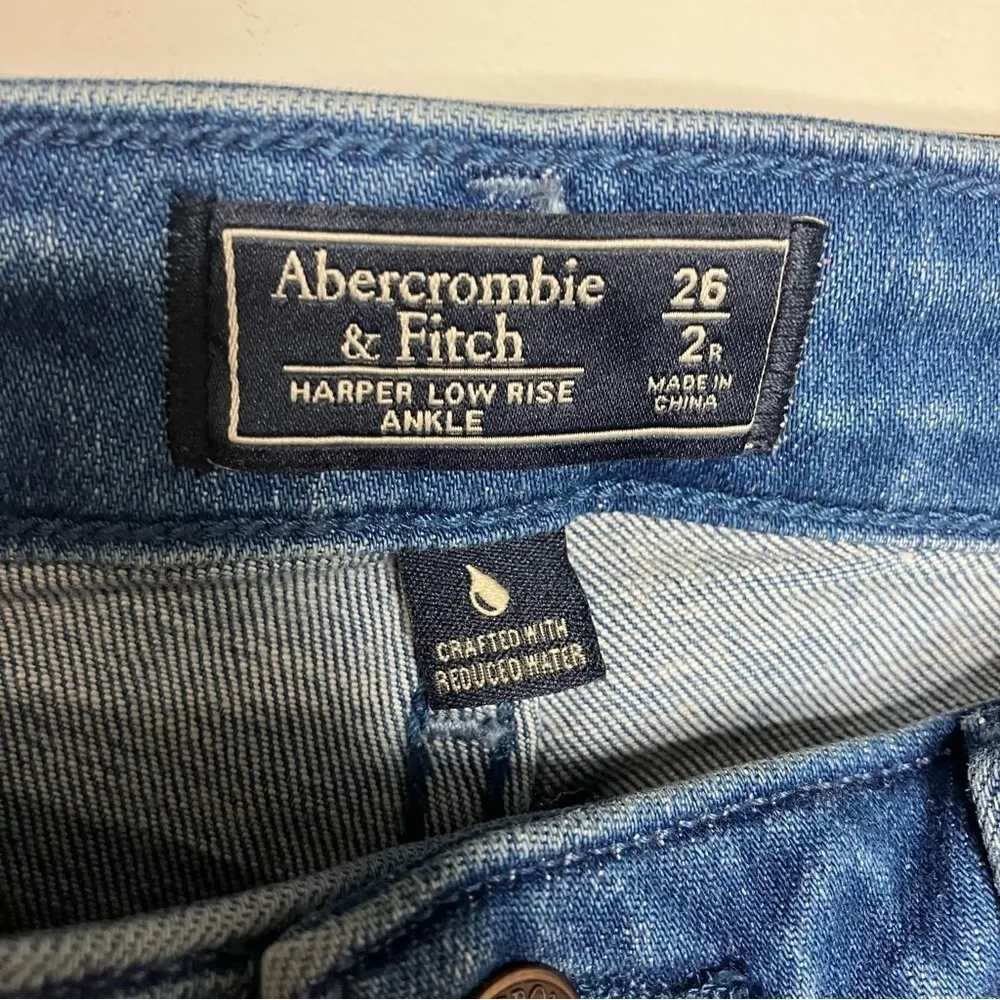 Abercrombie
& Fitch
HARPER LOW RISE
ANKLE
26
2R
MADE IN
CHINA
CRAFTED WITH
REDUCED WATER